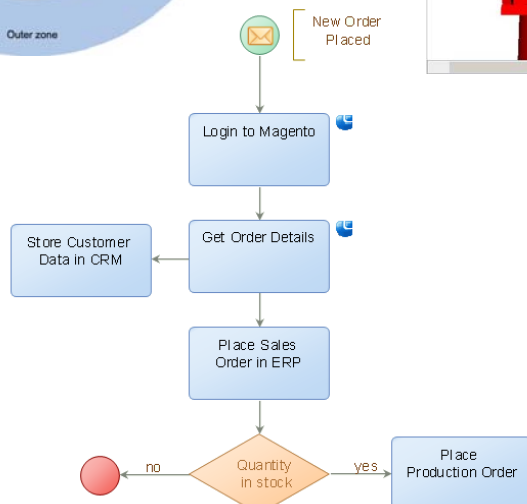 Outer zone
New Order
Placed
Login to Magento
Get Order Details
Store Customer
Data in CRM
Place Sales
Order in ERP
no
Quantity
in stock
yes
Place
Production Order